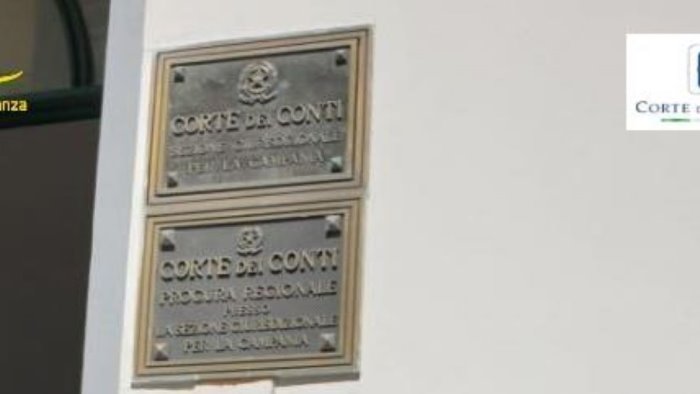 anza
CORTE DEI CONTI
SEZIONE GIURISDIZIONALE
PER LA CAMPANIA
CORTE DEI CONTI
PROCURA REGIONALE
PRESSO
LA SEZIONE GIURISDIZIONALE
PER LA CAMPANIA
CORTE